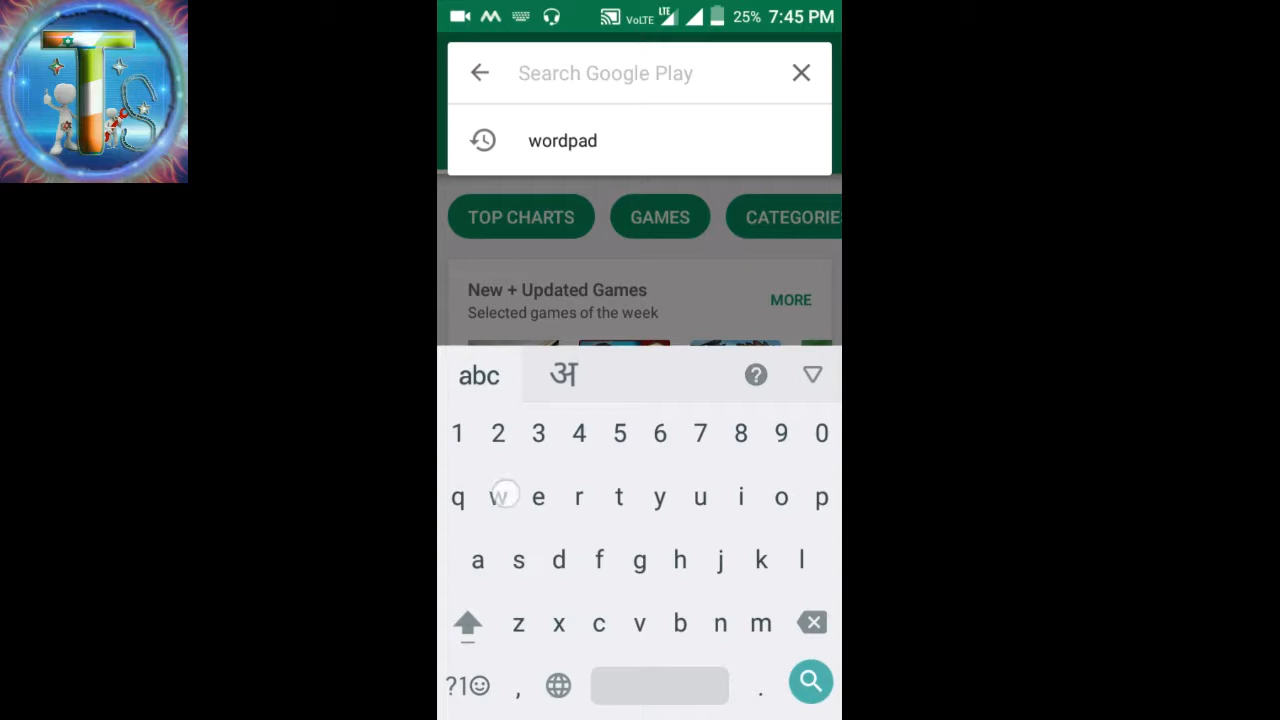 TS
VoLTE LTE 25% 7:45 PM
Search Google Play
wordpad
TOP CHARTS GAMES CATEGORIE
New + Updated Games
Selected games of the week
MORE
abc अ
1 2 3 4 5 6 7 8 9 0
q w e r t y u i o p
a s d f g h j k l
z x c v b n m
?1☺ , .